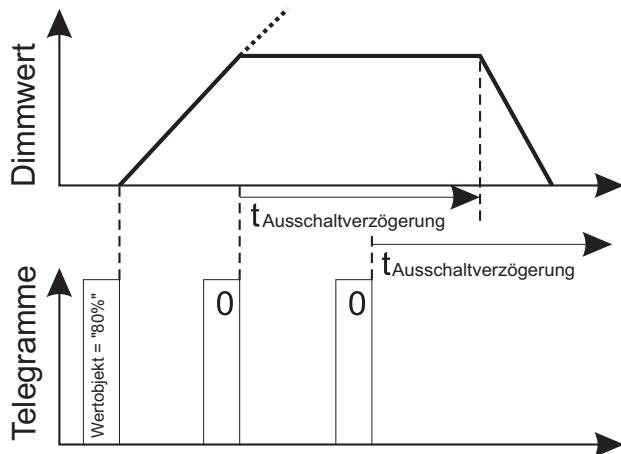 Dimmwert
tAusschaltverzögerung
tAusschaltverzögerung
Telegramme
Wertobjekt = "80%"
0
0